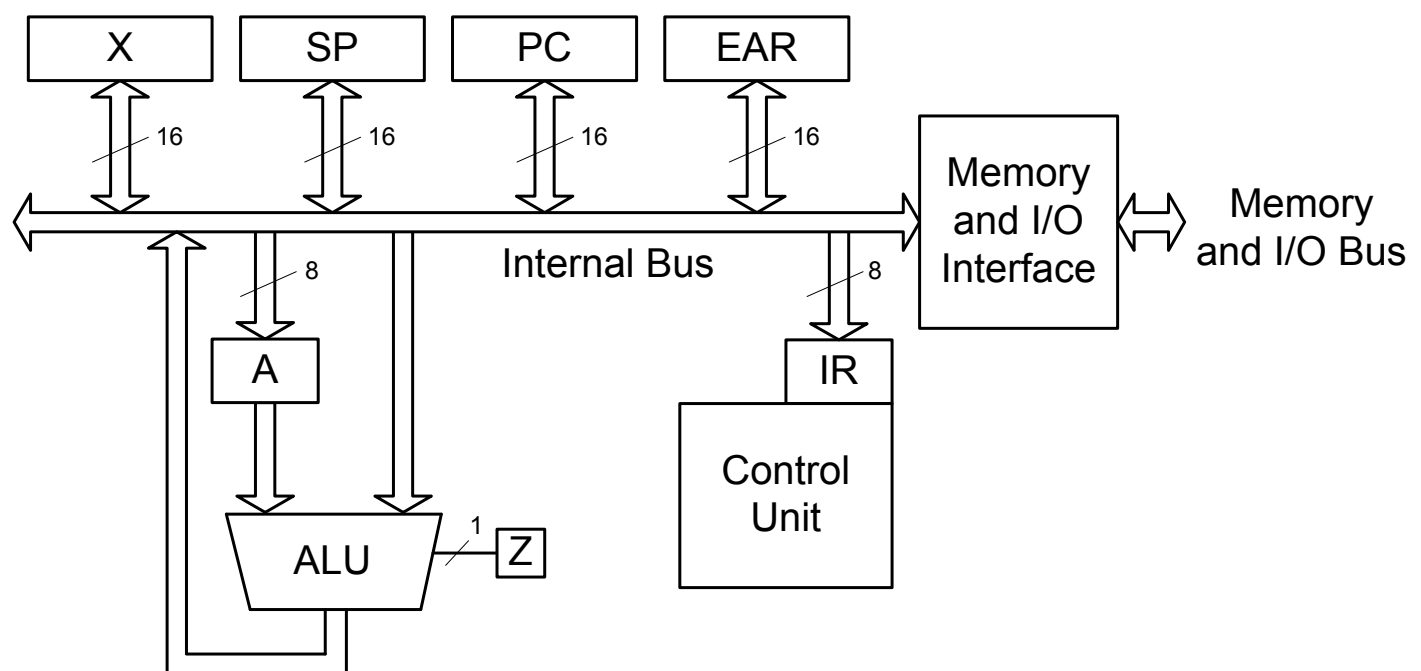 X
SP
PC
EAR
16
16
16
16
Memory
and I/O
Interface
Memory
and I/O Bus
Internal Bus
8
8
A
IR
Control
Unit
ALU
1
Z